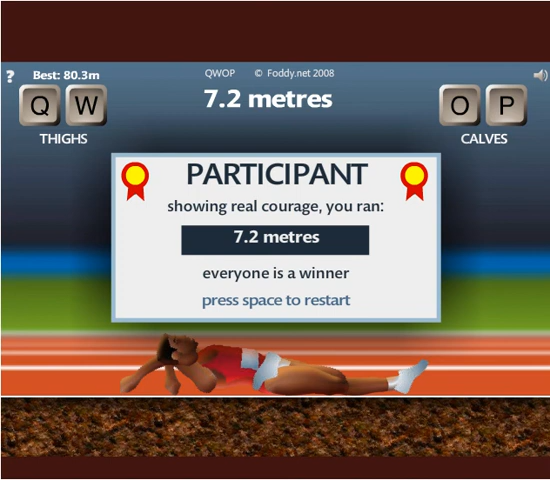 ?
Best: 80.3m
QWOP © Foddy.net 2008
Q W
7.2 metres
O P
THIGHS
CALVES
PARTICIPANT
showing real courage, you ran:
7.2 metres
everyone is a winner
press space to restart